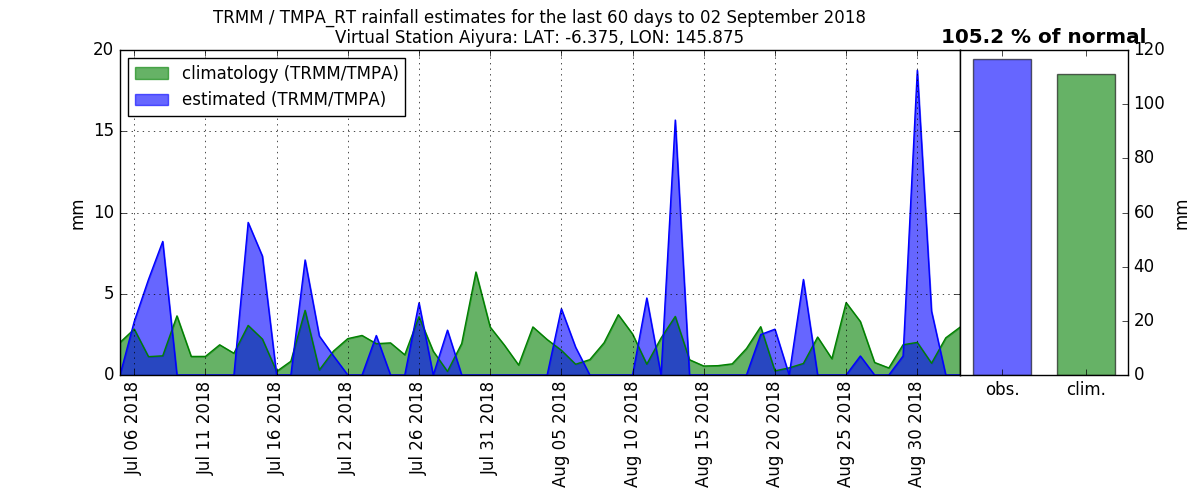 TRMM / TMPA_RT rainfall estimates for the last 60 days to 02 September 2018
Virtual Station Aiyura: LAT: -6.375, LON: 145.875
105.2 % of normal
climatology (TRMM/TMPA)
estimated (TRMM/TMPA)
20
15
10
5
0
mm
120
100
80
60
40
20
0
mm
Jul 06 2018
Jul 11 2018
Jul 16 2018
Jul 21 2018
Jul 26 2018
Jul 31 2018
Aug 05 2018
Aug 10 2018
Aug 15 2018
Aug 20 2018
Aug 25 2018
Aug 30 2018
obs.
clim.